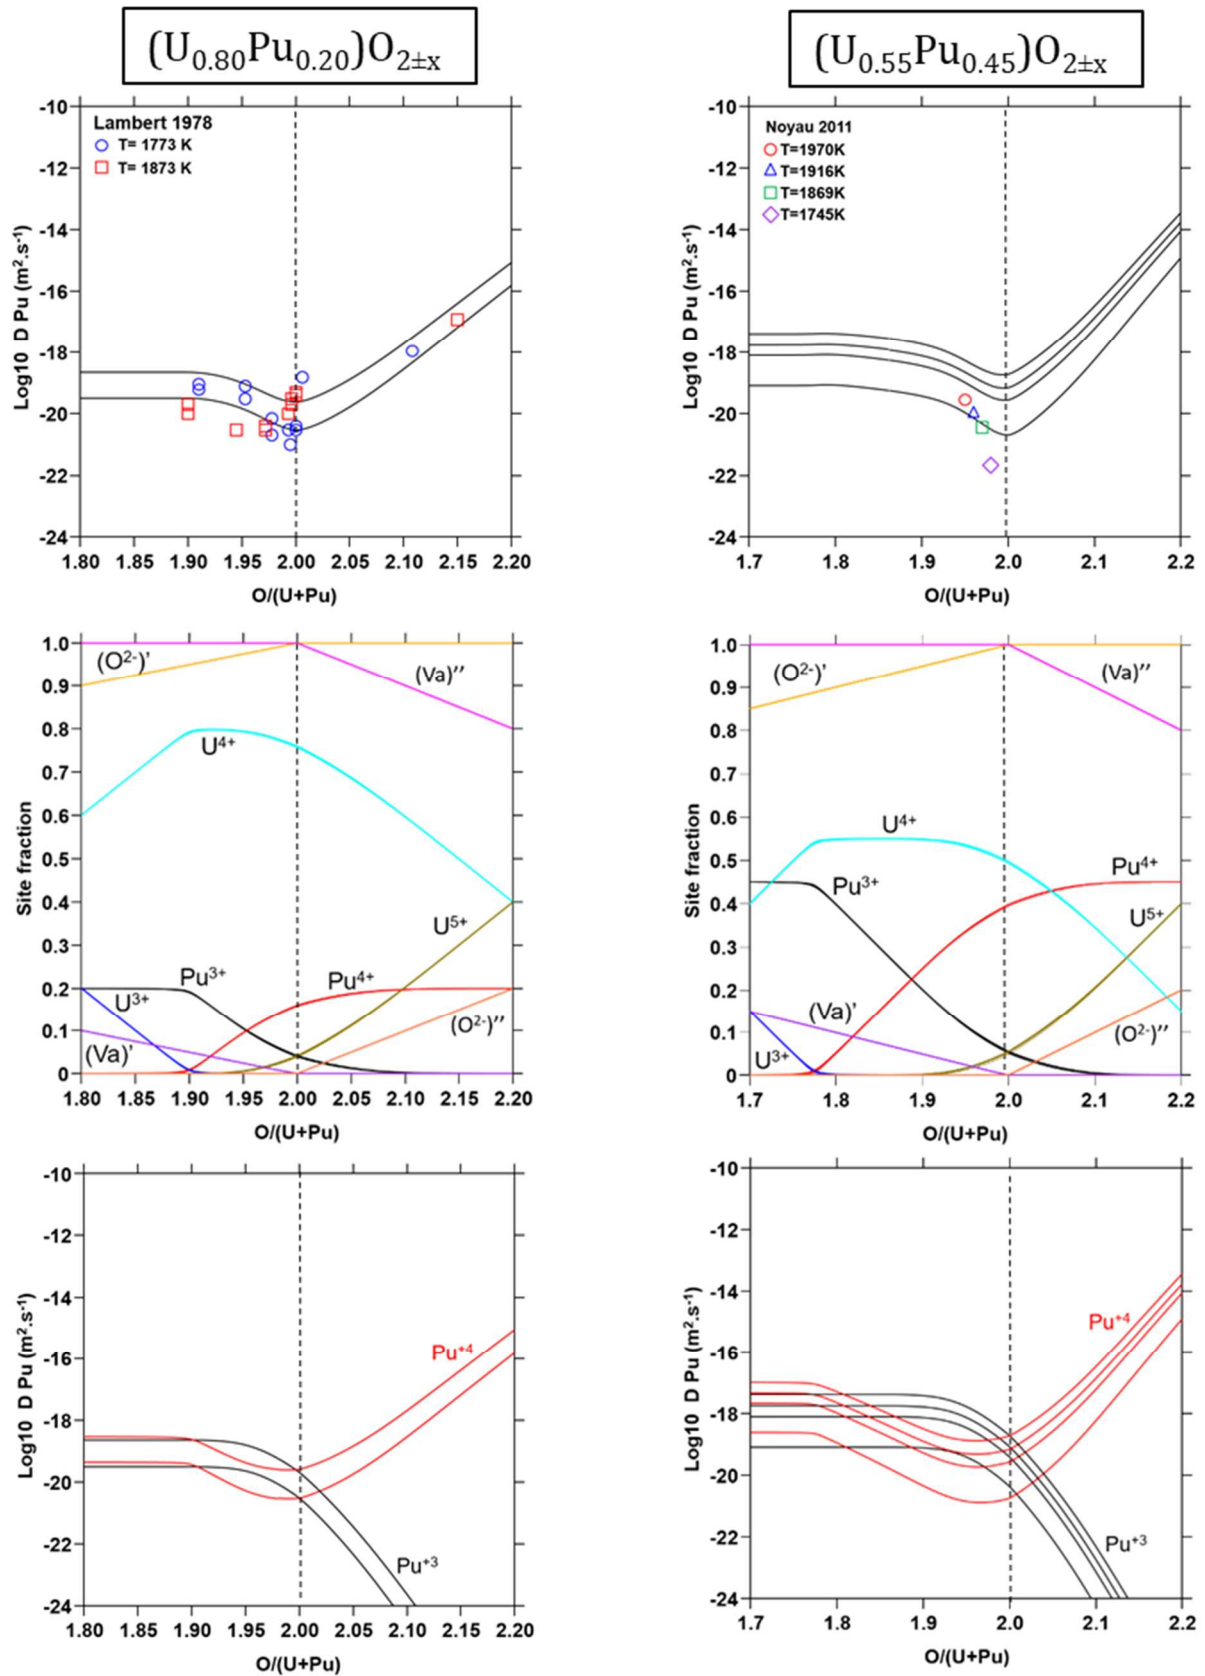 (U0.80Pu0.20)O2±x
(U0.55Pu0.45)O2±x
-10
-12
-14
-16
-18
-20
-22
-24
Log10 D Pu (m2.s-1)
Lambert 1978
T= 1773 K
T= 1873 K
1.80 1.85 1.90 1.95 2.00 2.05 2.10 2.15 2.20
O/(U+Pu)
-10
-12
-14
-16
-18
-20
-22
-24
Log10 D Pu (m2.s-1)
Noyau 2011
T=1970K
T=1916K
T=1869K
T=1745K
1.7 1.8 1.9 2.0 2.1 2.2
O/(U+Pu)
1.0
0.9
0.8
0.7
0.6
0.5
0.4
0.3
0.2
0.1
0
Site fraction
(O2-)'
(Va)''
U4+
U5+
Pu3+
Pu4+
U3+
(Va)'
(O2-)''
1.80 1.85 1.90 1.95 2.00 2.05 2.10 2.15 2.20
O/(U+Pu)
1.0
0.9
0.8
0.7
0.6
0.5
0.4
0.3
0.2
0.1
0
Site fraction
(O2-)'
(Va)''
U4+
Pu4+
Pu3+
U5+
(Va)'
(O2-)''
U3+
1.7 1.8 1.9 2.0 2.1 2.2
O/(U+Pu)
-10
-12
-14
-16
-18
-20
-22
-24
Log10 D Pu (m2.s-1)
Pu+4
Pu+3
1.80 1.85 1.90 1.95 2.00 2.05 2.10 2.15 2.20
O/(U+Pu)
-10
-12
-14
-16
-18
-20
-22
-24
Log10 D Pu (m2.s-1)
Pu+4
Pu+3
1.7 1.8 1.9 2.0 2.1 2.2
O/(U+Pu)